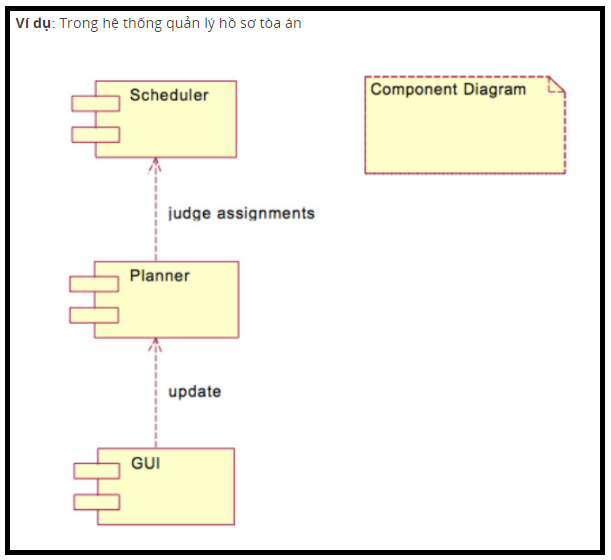 Ví dụ: Trong hệ thống quản lý hồ sơ tòa án
Scheduler
Component Diagram
judge assignments
Planner
update
GUI